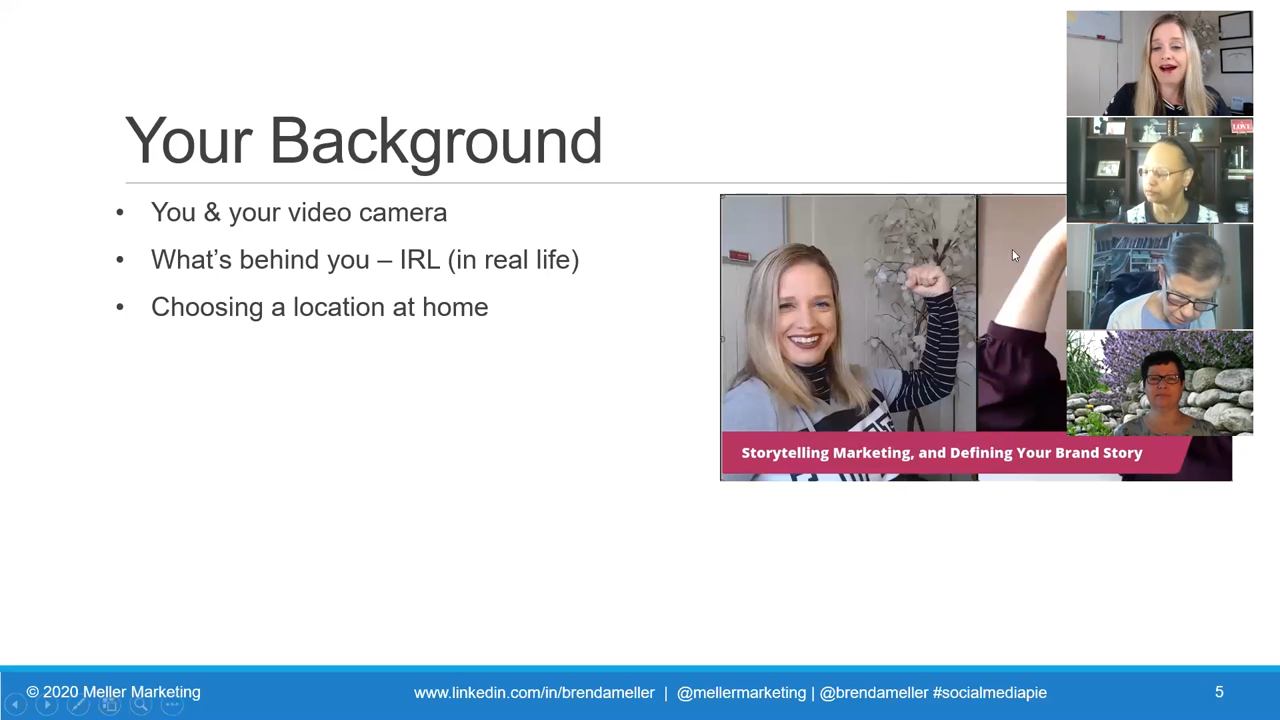 Your Background
• You & your video camera
• What’s behind you – IRL (in real life)
• Choosing a location at home
LOVE
Storytelling Marketing, and Defining Your Brand Story
© 2020 Meller Marketing
www.linkedin.com/in/brendameller | @mellermarketing | @brendameller #socialmediapie
5